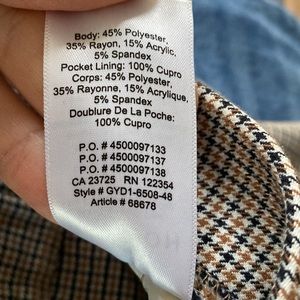 Body: 45% Polyester,
35% Rayon, 15% Acrylic,
5% Spandex
Pocket Lining: 100% Cupro
Corps: 45% Polyester,
35% Rayonne, 15% Acrylique,
5% Spandex
Doublure De La Poche:
100% Cupro
P.O. # 4500097133
P.O. # 4500097137
P.O. # 4500097138
CA 23725 RN 122354
Style # GYD1-6508-48
Article # 68678